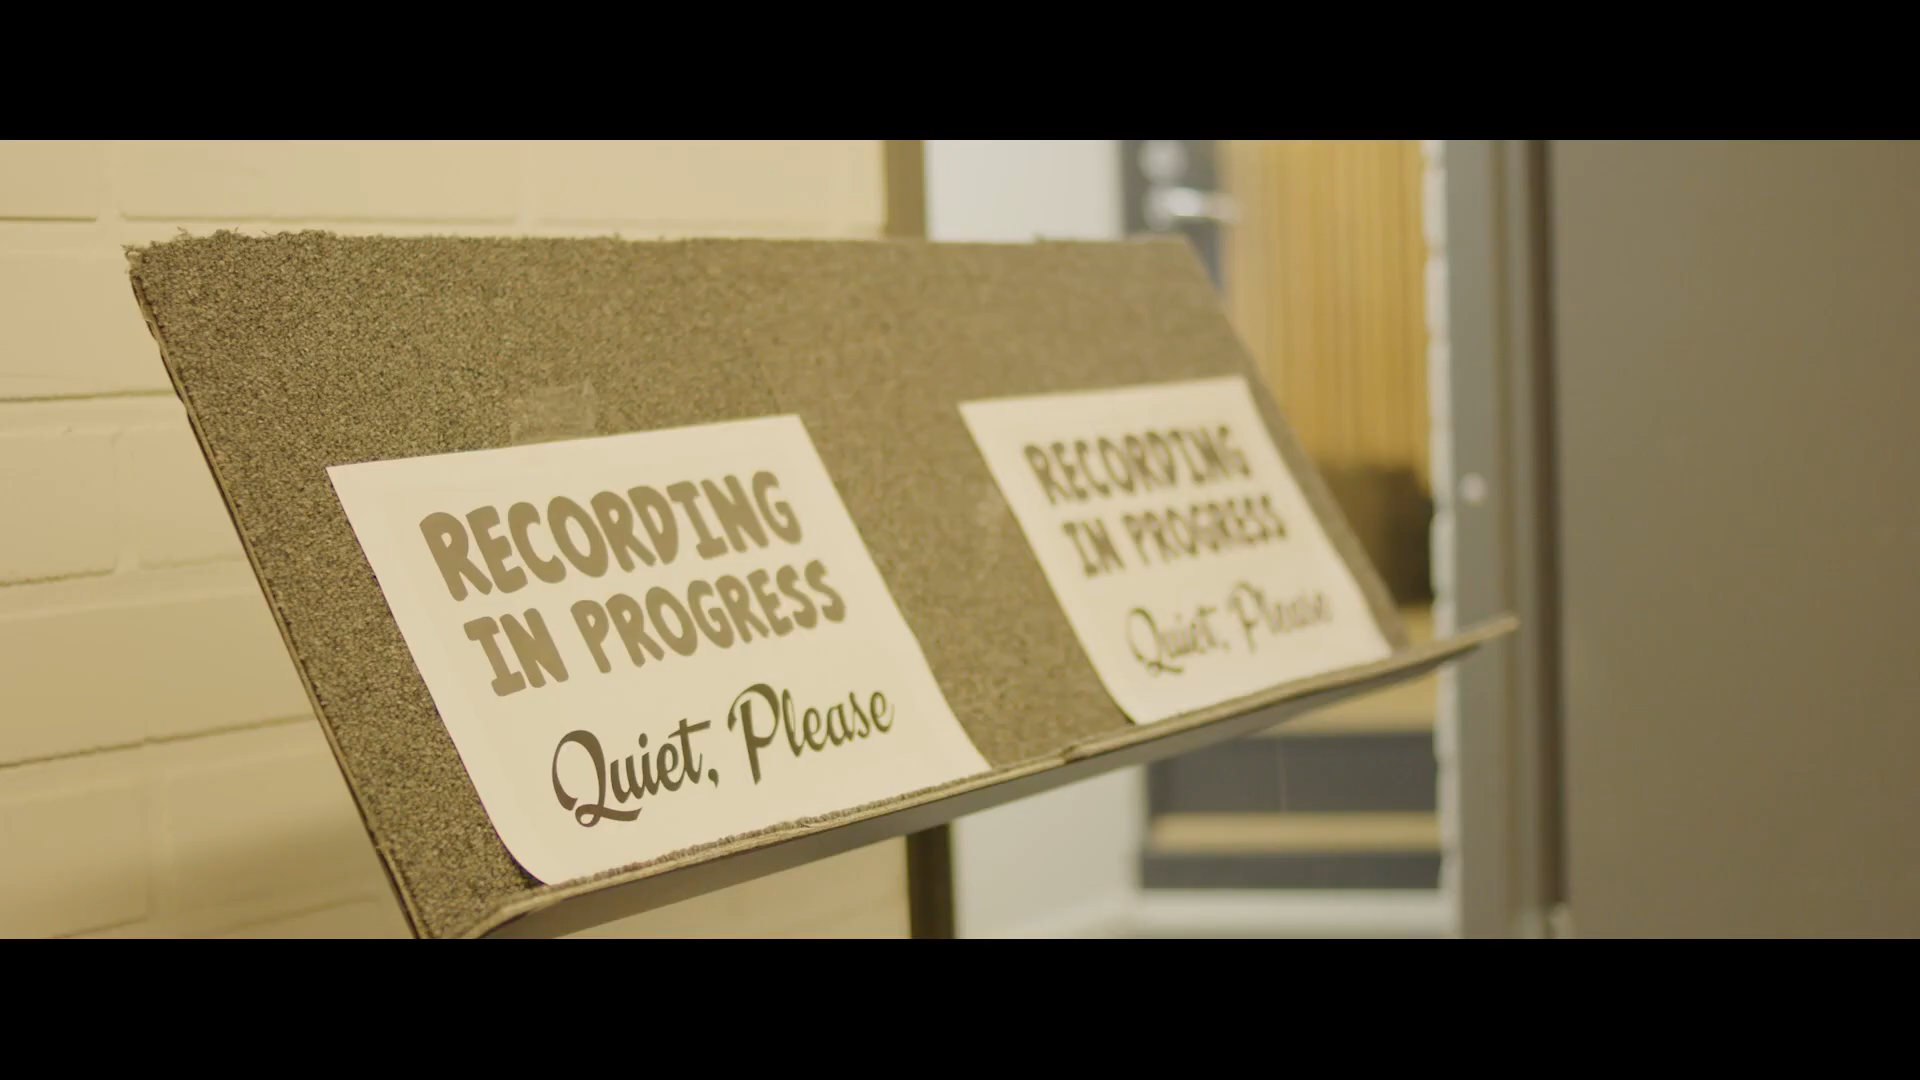 RECORDING
IN PROGRESS
Quiet, Please
RECORDING
IN PROGRESS
Quiet, Please